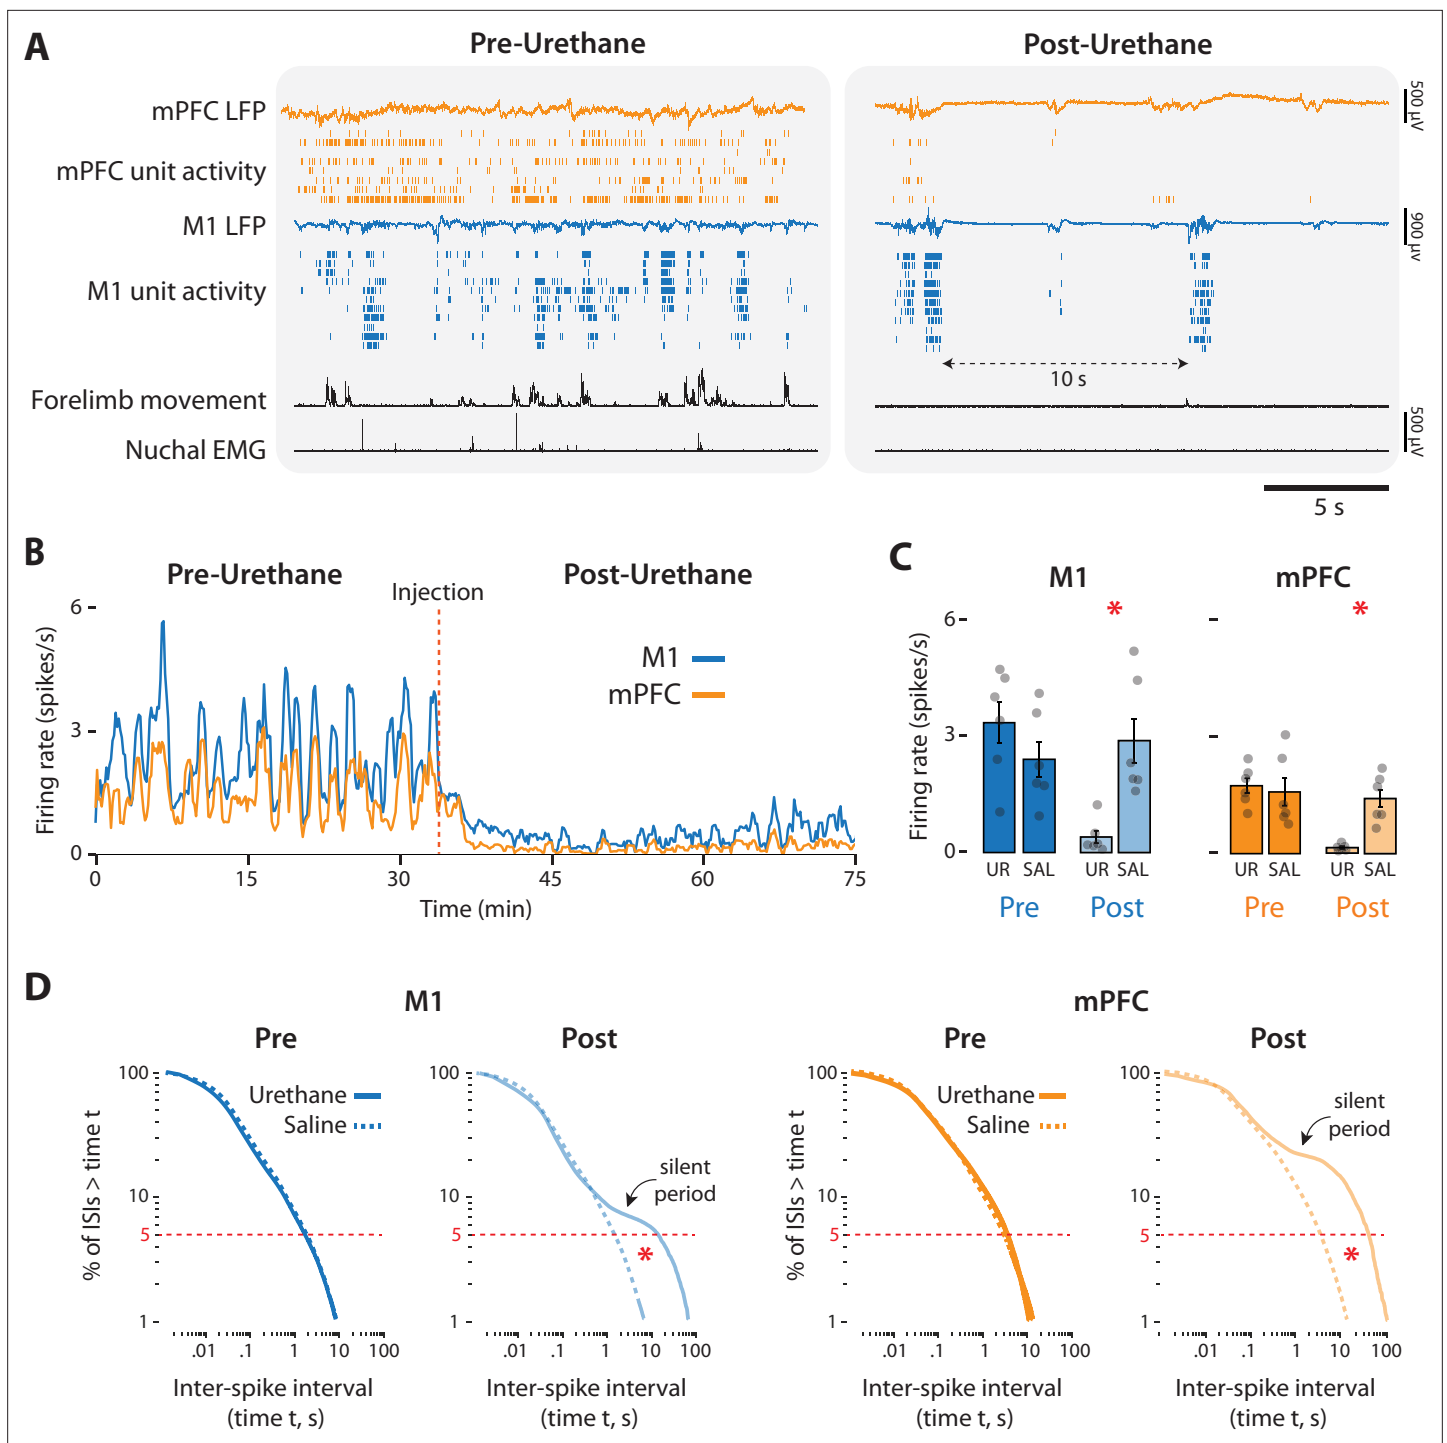 A
Pre-Urethane
Post-Urethane
mPFC LFP
500 µV
mPFC unit activity
M1 LFP
900 µv
M1 unit activity
10 s
Forelimb movement
Nuchal EMG
500 µV
5 s
B
Pre-Urethane
Post-Urethane
Injection
M1
mPFC
Firing rate (spikes/s)
6
3
0
0 15 30 45 60 75
Time (min)
C
M1 mPFC
* *
Firing rate (spikes/s)
6
3
0
UR SAL UR SAL UR SAL UR SAL
Pre Post Pre Post
D
M1
mPFC
Pre
Post
Pre
Post
% of ISIs > time t
100
10
5
1
Urethane
Saline
.01 .1 1 10 100
Inter-spike interval
(time t, s)
100
10
5
1
silent
period
*
.01 .1 1 10 100
Inter-spike interval
(time t, s)
% of ISIs > time t
100
10
5
1
Urethane
Saline
.01 .1 1 10 100
Inter-spike interval
(time t, s)
100
10
5
1
silent
period
*
.01 .1 1 10 100
Inter-spike interval
(time t, s)